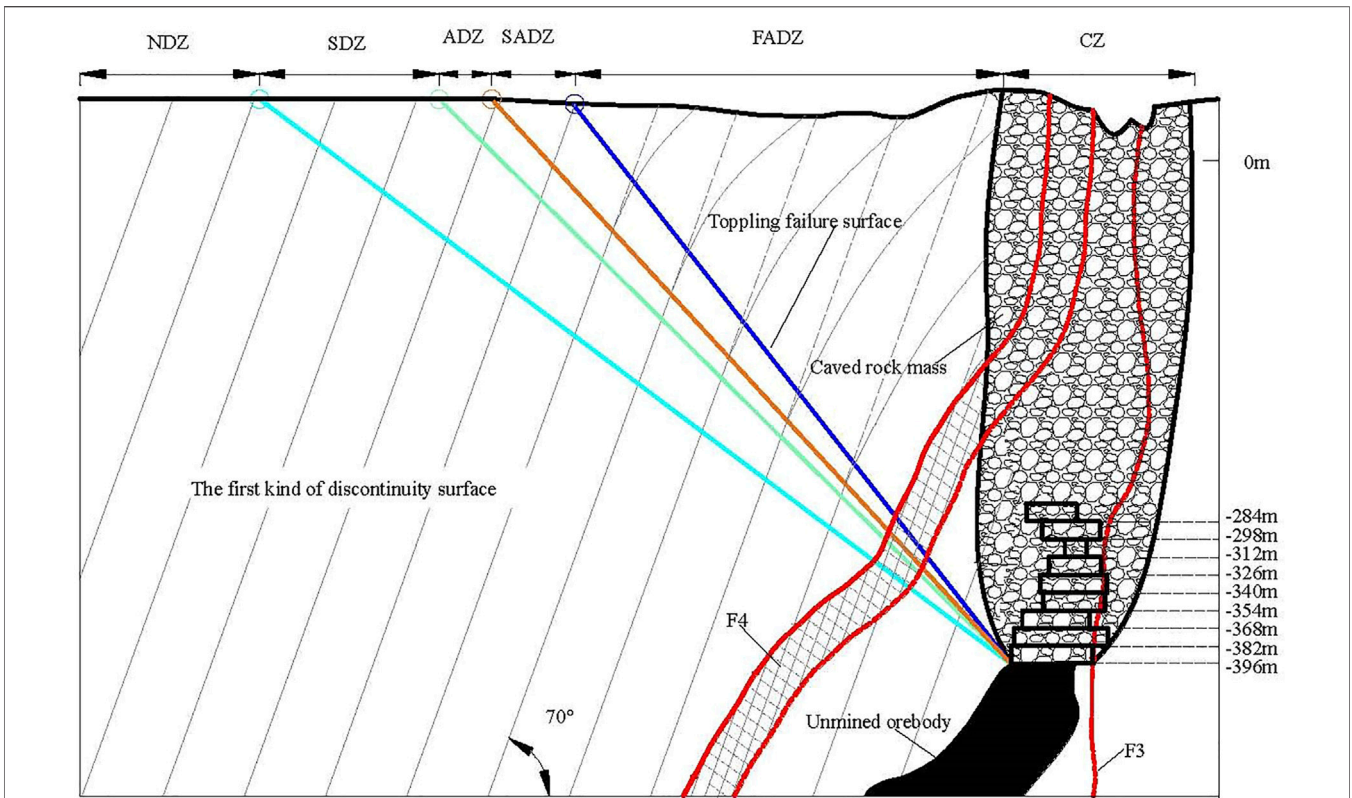 NDZ
SDZ
ADZ
SADZ
FADZ
CZ
0m
Toppling failure surface
Caved rock mass
The first kind of discontinuity surface
-284m
-298m
-312m
-326m
-340m
-354m
-368m
-382m
-396m
F4
70°
Unmined orebody
F3